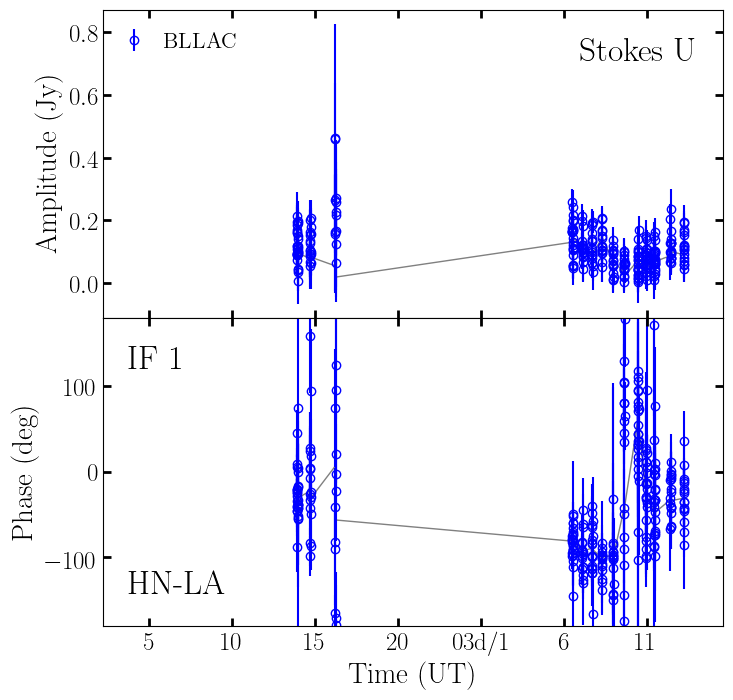 BLLAC
Stokes U
0.8
0.6
0.4
0.2
0.0
Amplitude (Jy)
IF 1
100
0
−100
Phase (deg)
HN-LA
5 10 15 20 03d/1 6 11
Time (UT)